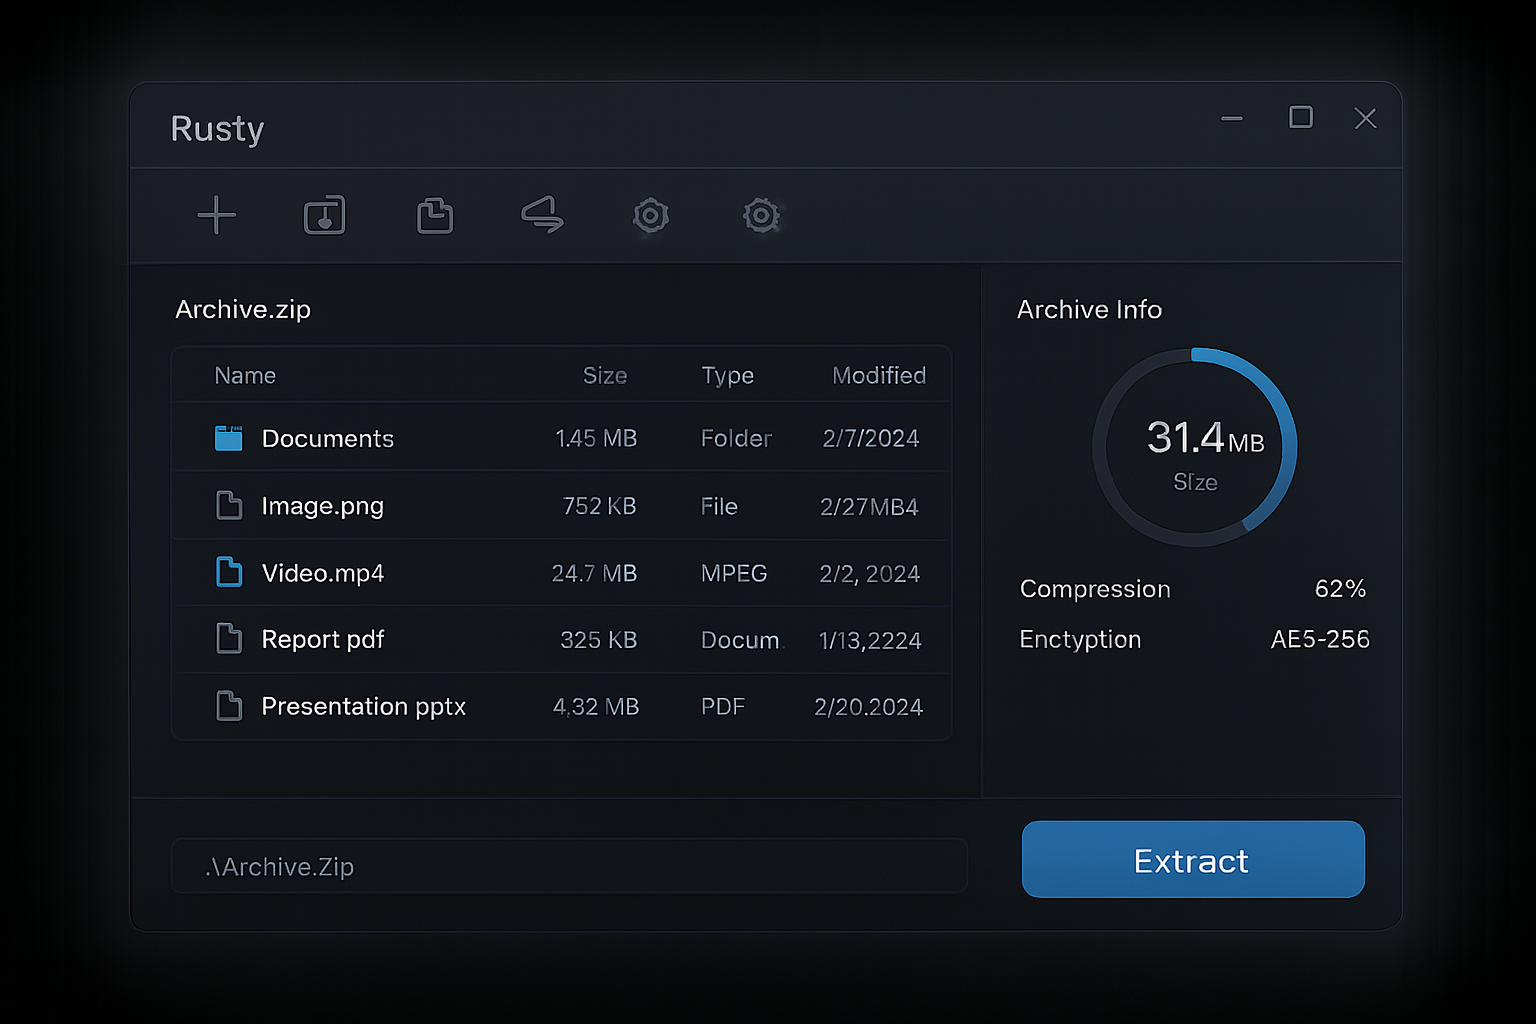 Rusty
Archive.zip
Name Size Type Modified
Documents 1.45 MB Folder 2/7/2024
Image.png 752 KB File 2/27MB4
Video.mp4 24.7 MB MPEG 2/2, 2024
Report pdf 325 KB Docum. 1/13,2224
Presentation pptx 4,32 MB PDF 2/20.2024
Archive Info
31.4 MB
Size
Compression 62%
Enctyption AE5-256
.\Archive.Zip
Extract